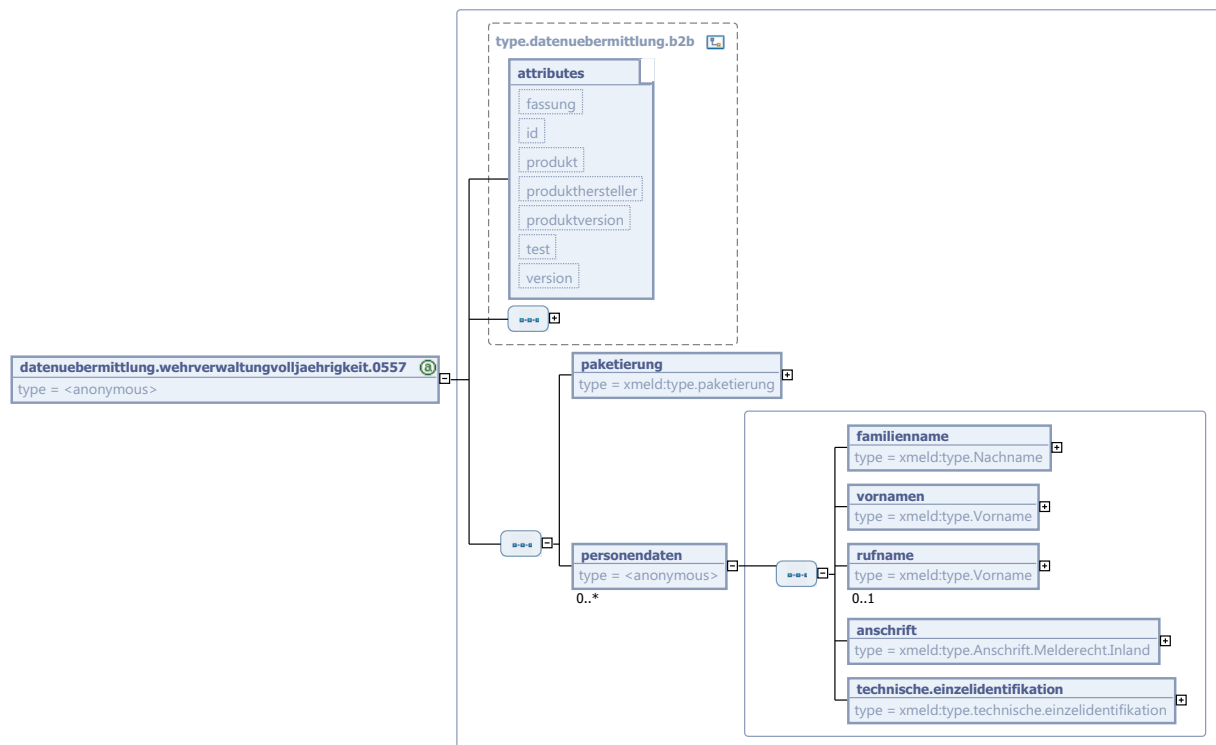 type.datenuebermittlung.b2b
attributes
fassung
id
produkt
produkthersteller
produktversion
test
version
datenuebermittlung.wehrverwaltungvolljaehrigkeit.0557 a
type = <anonymous>
paketierung
type = xmeld:type.paketierung
personendaten
type = <anonymous>
0..*
familienname
type = xmeld:type.Nachname
vornamen
type = xmeld:type.Vorname
rufname
type = xmeld:type.Vorname
0..1
anschrift
type = xmeld:type.Anschrift.Melderecht.Inland
technische.einzelidentifikation
type = xmeld:type.technische.einzelidentifikation